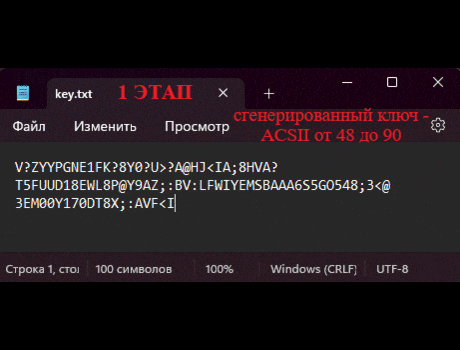 key.txt
1 ЭТАП
Файл
Изменить
Просмотр
сгенерированный ключ -
ACSII от 48 до 90
V?ZYYPGNE1FK?8Y0?U>?A@HJ<IA;8HVA?
T5FUUD18EWL8P@Y9AZ;:BV:LFWIYEMSBAAA6S5GO548;3<@
3EM00Y170DT8X;:AVF<I
Строка 1, стол
100 символов
100%
Windows (CRLF)
UTF-8